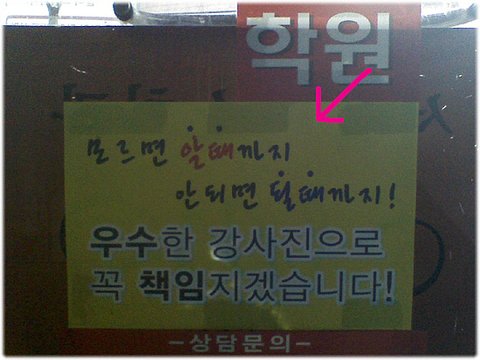 학원
모르면 알때까지
안되면 될때까지!
우수한 강사진으로
꼭 책임지겠습니다!
-상담문의-